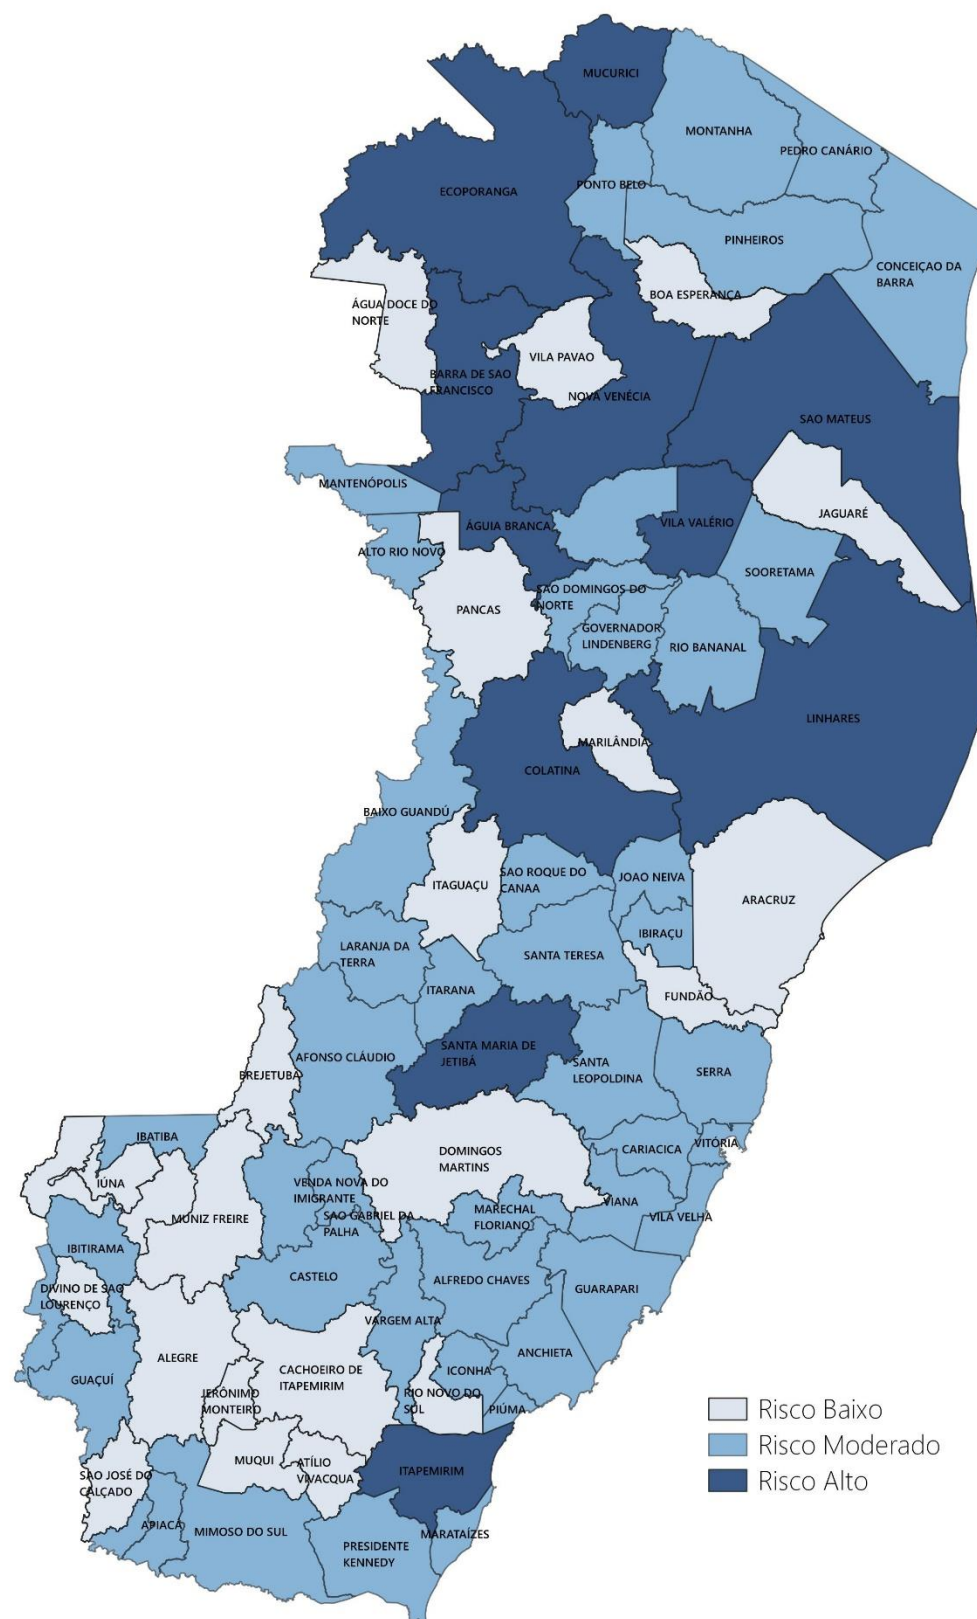 MUCURICI
MONTANHA
PEDRO CANÁRIO
ECOPORANGA
PONTO BELO
PINHEIROS
CONCEIÇAO DA
BARRA
BOA ESPERANÇA
ÁGUA DOCE DO
NORTE
VILA PAVAO
BARRA DE SAO
FRANCISCO
NOVA VENÉCIA
SAO MATEUS
MANTENÓPOLIS
JAGUARÉ
ÁGUIA BRANCA
VILA VALÉRIO
ALTO RIO NOVO
SOORETAMA
SAO DOMINGOS DO
NORTE
PANCAS
GOVERNADOR
LINDENBERG
RIO BANANAL
LINHARES
MARILÂNDIA
COLATINA
BAIXO GUANDÚ
ITAGUAÇU
SAO ROQUE DO
CANAA
JOAO NEIVA
ARACRUZ
IBIRAÇU
LARANJA DA
TERRA
SANTA TERESA
ITARANA
FUNDÃO
SANTA MARIA DE
JETIBÁ
AFONSO CLÁUDIO
SANTA
LEOPOLDINA
SERRA
BREJETUBA
IBATIBA
DOMINGOS
MARTINS
CARIACICA
VITÓRIA
IÚNA
VENDA NOVA DO
IMIGRANTE
VIANA
MUNIZ FREIRE
SAO GABRIEL DA
PALHA
MARECHAL
FLORIANO
VILA VELHA
IBITIRAMA
CASTELO
ALFREDO CHAVES
GUARAPARI
DIVINO DE SAO
LOURENÇO
VARGEM ALTA
ANCHIETA
ALEGRE
CACHOEIRO DE
ITAPEMIRIM
ICONHA
GUAÇUÍ
JERÔNIMO
MONTEIRO
RIO NOVO DO
SUL
PIÚMA
Risco Baixo
Risco Moderado
Risco Alto
MUQUI
ATÍLIO
VIVACQUA
ITAPEMIRIM
SAO JOSÉ DO
CALÇADO
APIACÁ
MIMOSO DO SUL
MARATAÍZES
PRESIDENTE
KENNEDY